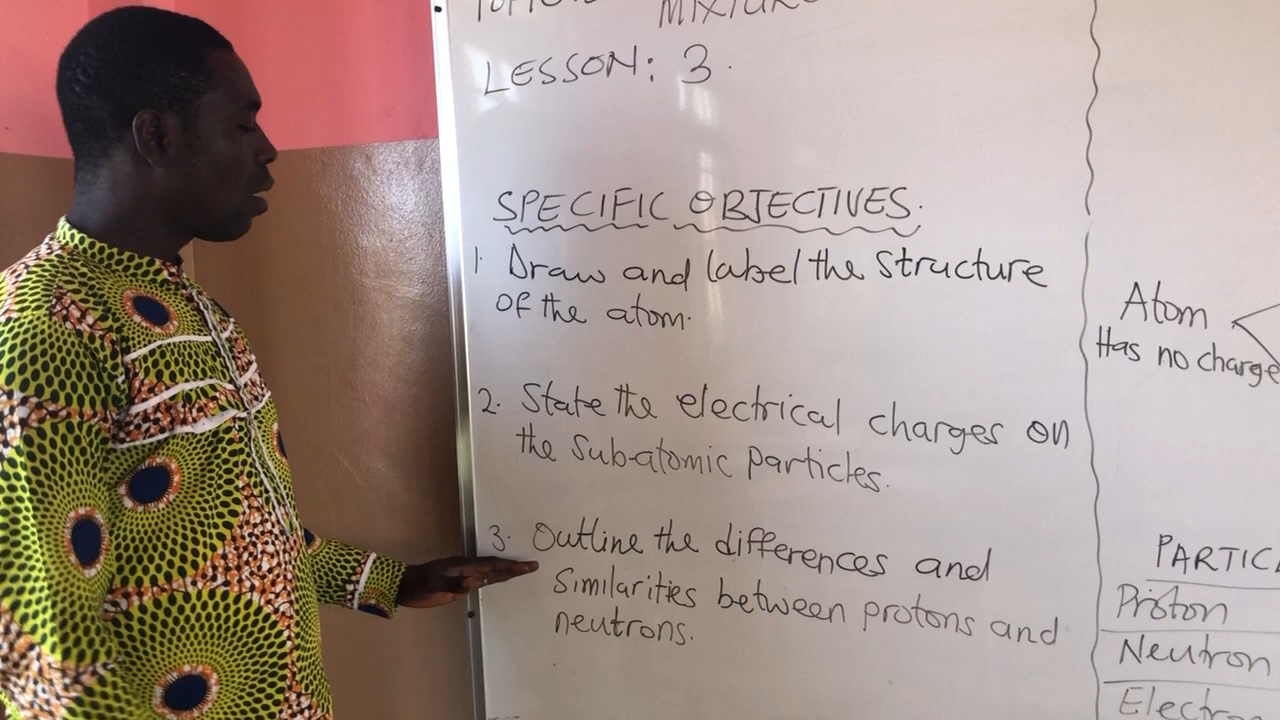 MIXTURE
LESSON: 3.
SPECIFIC OBJECTIVES.
1 Draw and label the structure
of the atom.
2. State the electrical charges on
the Sub-atomic particles.
3. Outline the differences and
Similarities between protons and
neutrons.
Atom
Has no charge
PARTIC
Proton
Neutron
Electron